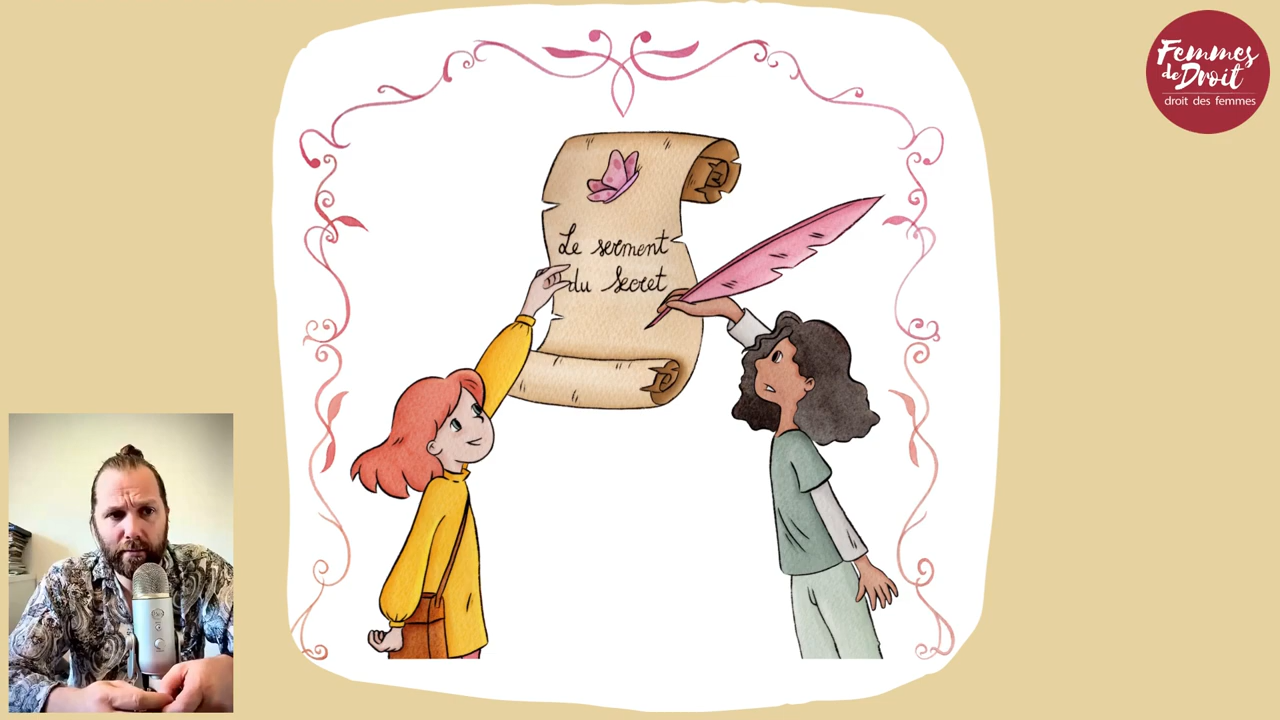 Le serment
du secret
Femmes
de Droit
droit des femmes